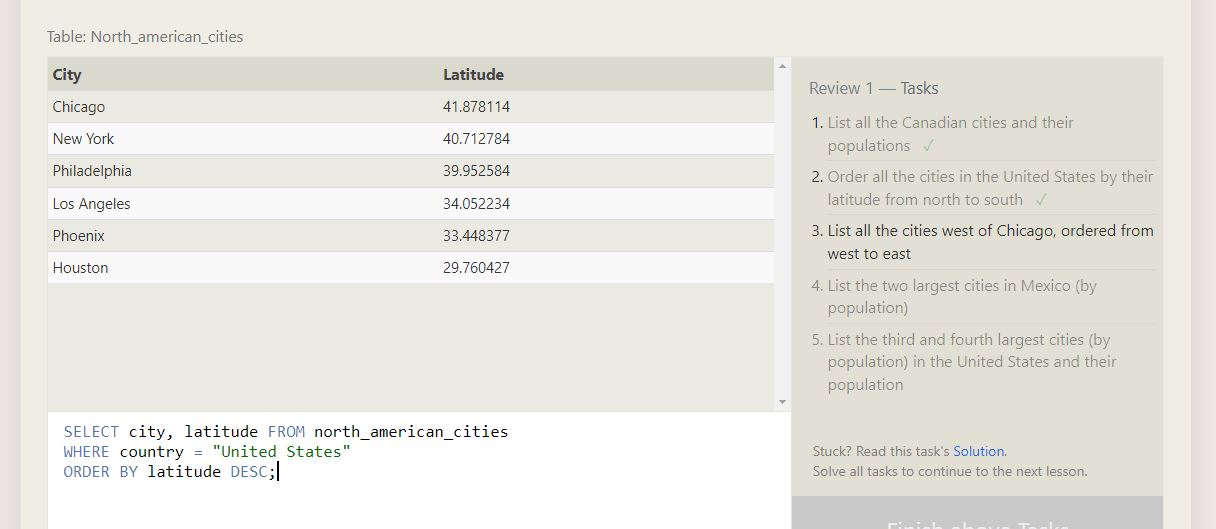 Table: North_american_cities
City Latitude
Chicago 41.878114
New York 40.712784
Philadelphia 39.952584
Los Angeles 34.052234
Phoenix 33.448377
Houston 29.760427
SELECT city, latitude FROM north_american_cities
WHERE country = "United States"
ORDER BY latitude DESC;
Review 1 — Tasks
1. List all the Canadian cities and their
populations ✓
2. Order all the cities in the United States by their
latitude from north to south ✓
3. List all the cities west of Chicago, ordered from
west to east
4. List the two largest cities in Mexico (by
population)
5. List the third and fourth largest cities (by
population) in the United States and their
population
Stuck? Read this task's Solution.
Solve all tasks to continue to the next lesson.
Finish above Tasks